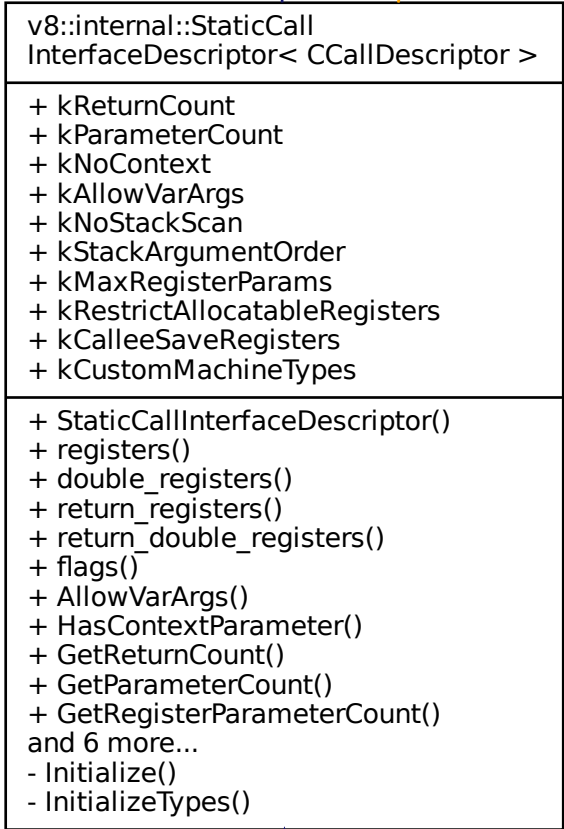 v8::internal::StaticCall
InterfaceDescriptor< CCallDescriptor >
+ kReturnCount
+ kParameterCount
+ kNoContext
+ kAllowVarArgs
+ kNoStackScan
+ kStackArgumentOrder
+ kMaxRegisterParams
+ kRestrictAllocatableRegisters
+ kCalleeSaveRegisters
+ kCustomMachineTypes
+ StaticCallInterfaceDescriptor()
+ registers()
+ double_registers()
+ return_registers()
+ return_double_registers()
+ flags()
+ AllowVarArgs()
+ HasContextParameter()
+ GetReturnCount()
+ GetParameterCount()
+ GetRegisterParameterCount()
and 6 more...
- Initialize()
- InitializeTypes()